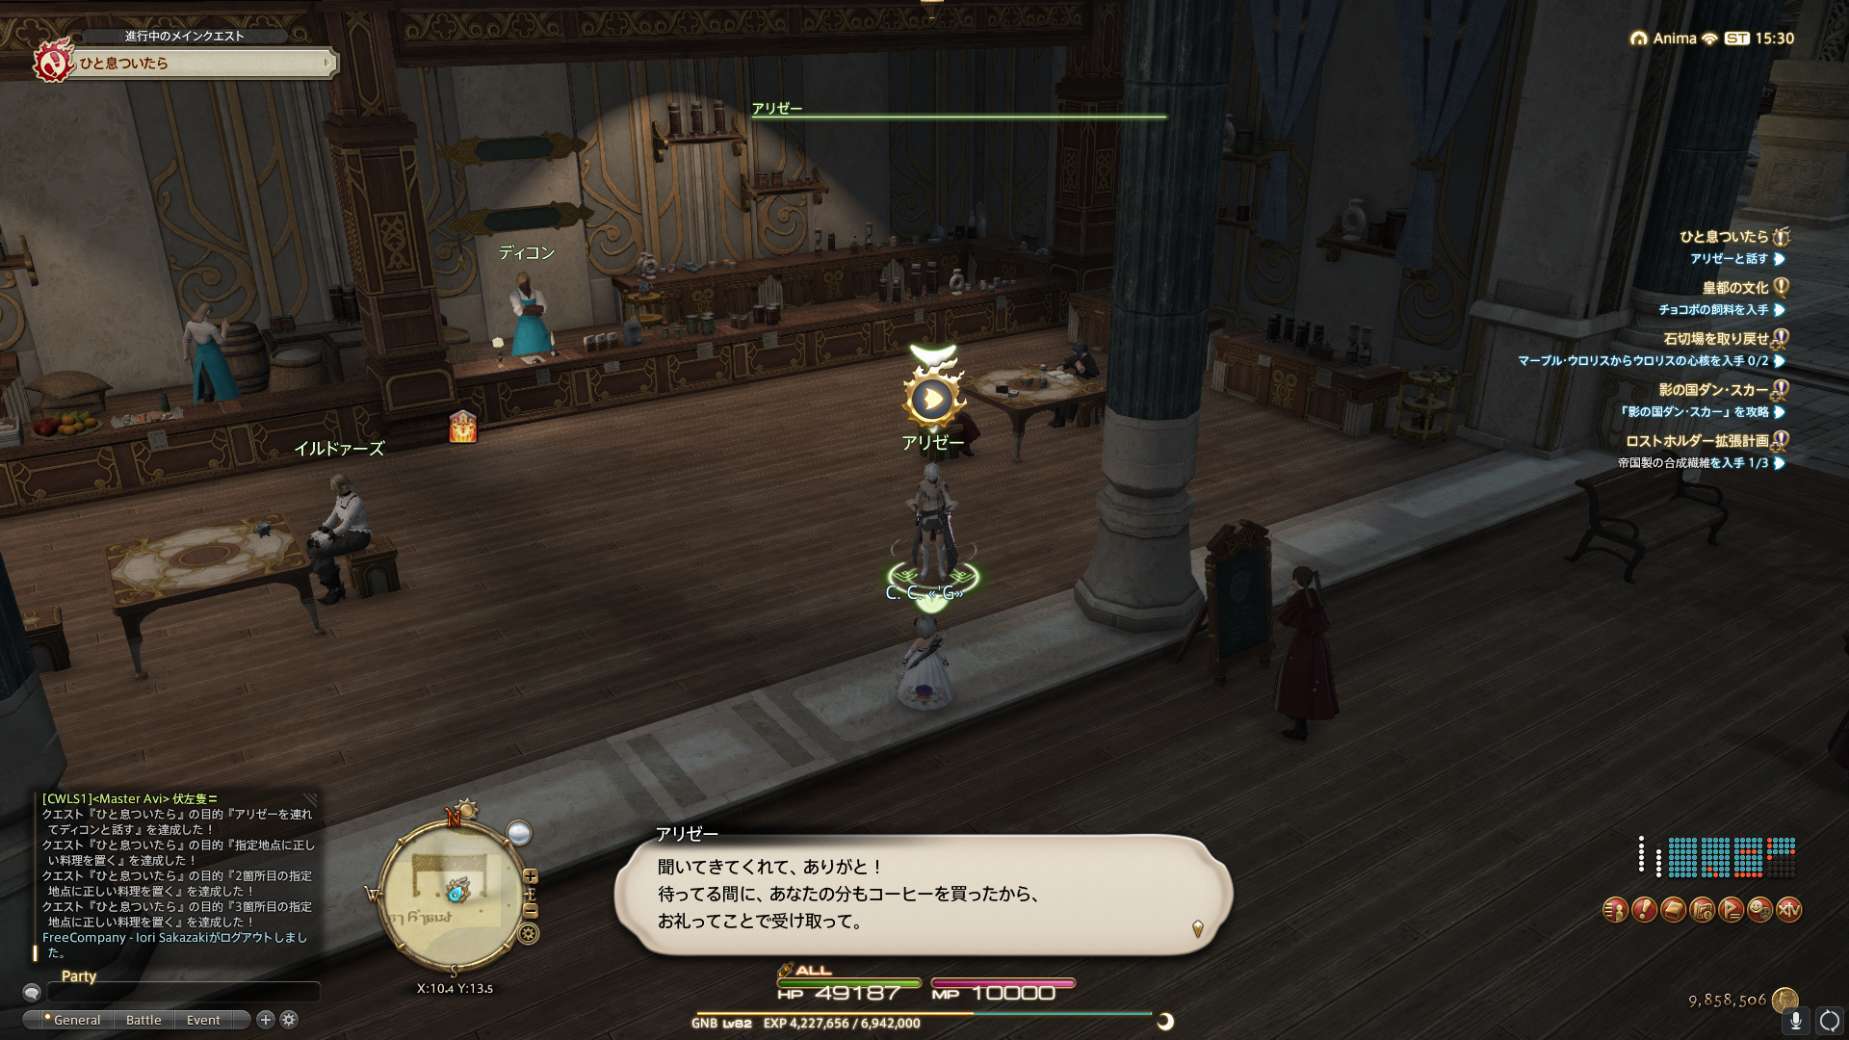 進行中のメインクエスト
ひと息ついたら
Anima ST 15:30
アリゼー
ひと息ついたら
アリゼーと話す
皇都の文化
チョコボの飼料を入手
石切場を取り戻せ
マーブル・ウロリスからウロリスの心核を入手 0/2
影の国ダン・スカー
「影の国ダン・スカー」を攻略
ロストホルダー拡張計画
帝国製の合成繊維を入手 1/3
ディコン
イルドァーズ
アリゼー
C. C. «'G»
[CWLS1]<Master Avi> 伏左隻〓
クエスト『ひと息ついたら』の目的『アリゼーを連れ
てディコンと話す』を達成した！
クエスト『ひと息ついたら』の目的『指定地点に正し
い料理を置く』を達成した！
クエスト『ひと息ついたら』の目的『2箇所目の指定
地点に正しい料理を置く』を達成した！
クエスト『ひと息ついたら』の目的『3箇所目の指定
地点に正しい料理を置く』を達成した！
FreeCompany - Iori Sakazakiがログアウトしまし
た。
Party
General Battle Event
N
W
E
S
X:10.4 Y:13.5
アリゼー
聞いてきてくれて、ありがと！
待ってる間に、あなたの分もコーヒーを買ったから、
お礼ってことで受け取って。
ALL
HP 49187 MP 10000
GNB Lv82 EXP 4,227,656 / 6,942,000
XIV
9,858,506